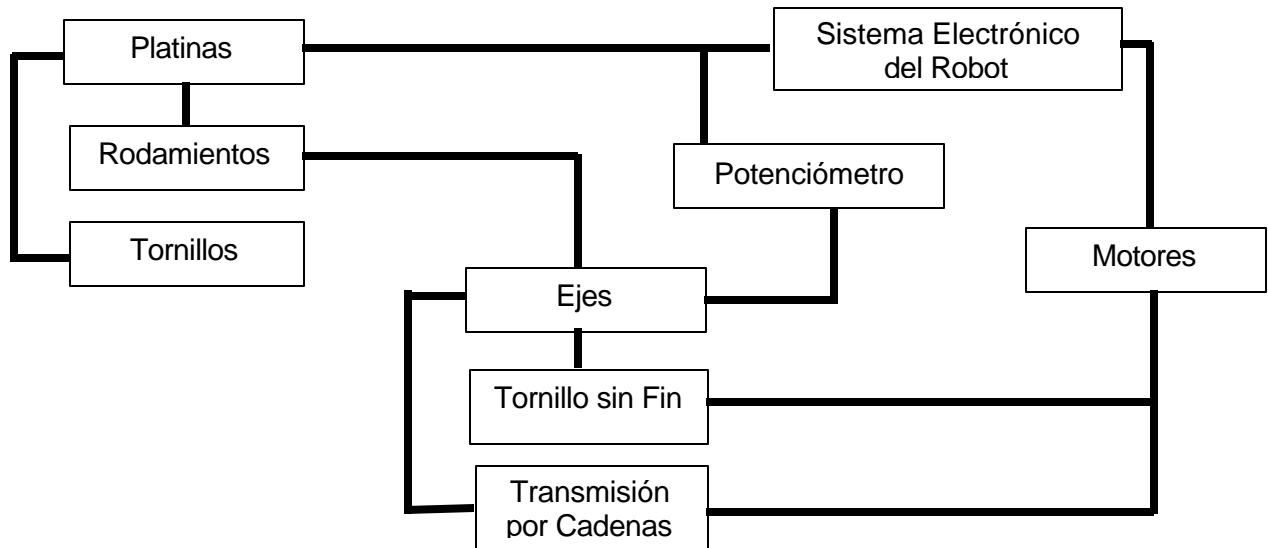 Platinas
Sistema Electrónico
del Robot
Rodamientos
Potenciómetro
Tornillos
Motores
Ejes
Tornillo sin Fin
Transmisión
por Cadenas